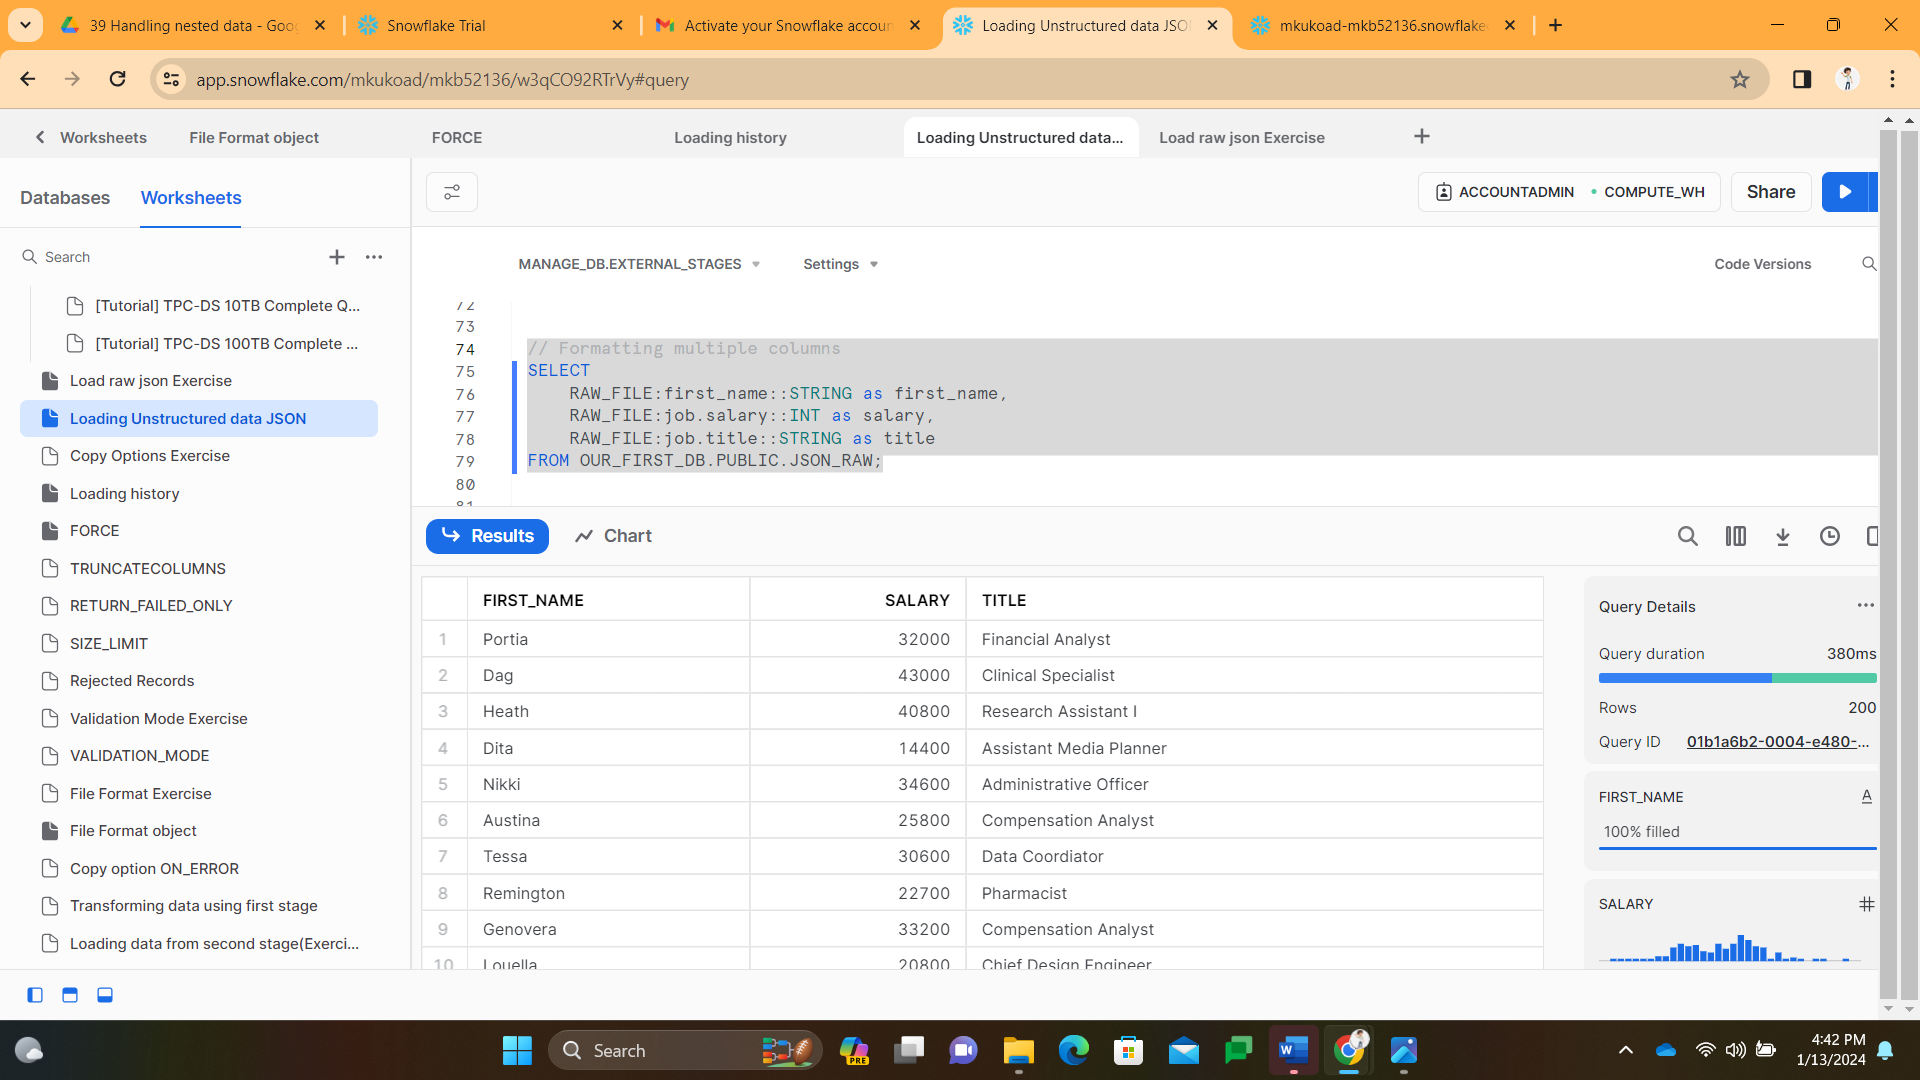 39 Handling nested data - Goo
Snowflake Trial
Activate your Snowflake accoun
Loading Unstructured data JSO
mkukoad-mkb52136.snowflake
app.snowflake.com/mkukoad/mkb52136/w3qCO92RTrVy#query
Worksheets
File Format object
FORCE
Loading history
Loading Unstructured data...
Load raw json Exercise
Databases
Worksheets
ACCOUNTADMIN
COMPUTE_WH
Share
Search
MANAGE_DB.EXTERNAL_STAGES
Settings
Code Versions
[Tutorial] TPC-DS 10TB Complete Q...
[Tutorial] TPC-DS 100TB Complete ...
Load raw json Exercise
Loading Unstructured data JSON
Copy Options Exercise
Loading history
FORCE
TRUNCATECOLUMNS
RETURN_FAILED_ONLY
SIZE_LIMIT
Rejected Records
Validation Mode Exercise
VALIDATION_MODE
File Format Exercise
File Format object
Copy option ON_ERROR
Transforming data using first stage
Loading data from second stage(Exerci...
72
73
74 // Formatting multiple columns
75 SELECT
76 RAW_FILE:first_name::STRING as first_name,
77 RAW_FILE:job.salary::INT as salary,
78 RAW_FILE:job.title::STRING as title
79 FROM OUR_FIRST_DB.PUBLIC.JSON_RAW;
80
81
Results
Chart
FIRST_NAME SALARY TITLE
1 Portia 32000 Financial Analyst
2 Dag 43000 Clinical Specialist
3 Heath 40800 Research Assistant I
4 Dita 14400 Assistant Media Planner
5 Nikki 34600 Administrative Officer
6 Austina 25800 Compensation Analyst
7 Tessa 30600 Data Coordiator
8 Remington 22700 Pharmacist
9 Genovera 33200 Compensation Analyst
10 Louella 20800 Chief Design Engineer
Query Details
Query duration 380ms
Rows 200
Query ID 01b1a6b2-0004-e480-...
FIRST_NAME A
100% filled
SALARY #
Search
PRE
4:42 PM
1/13/2024